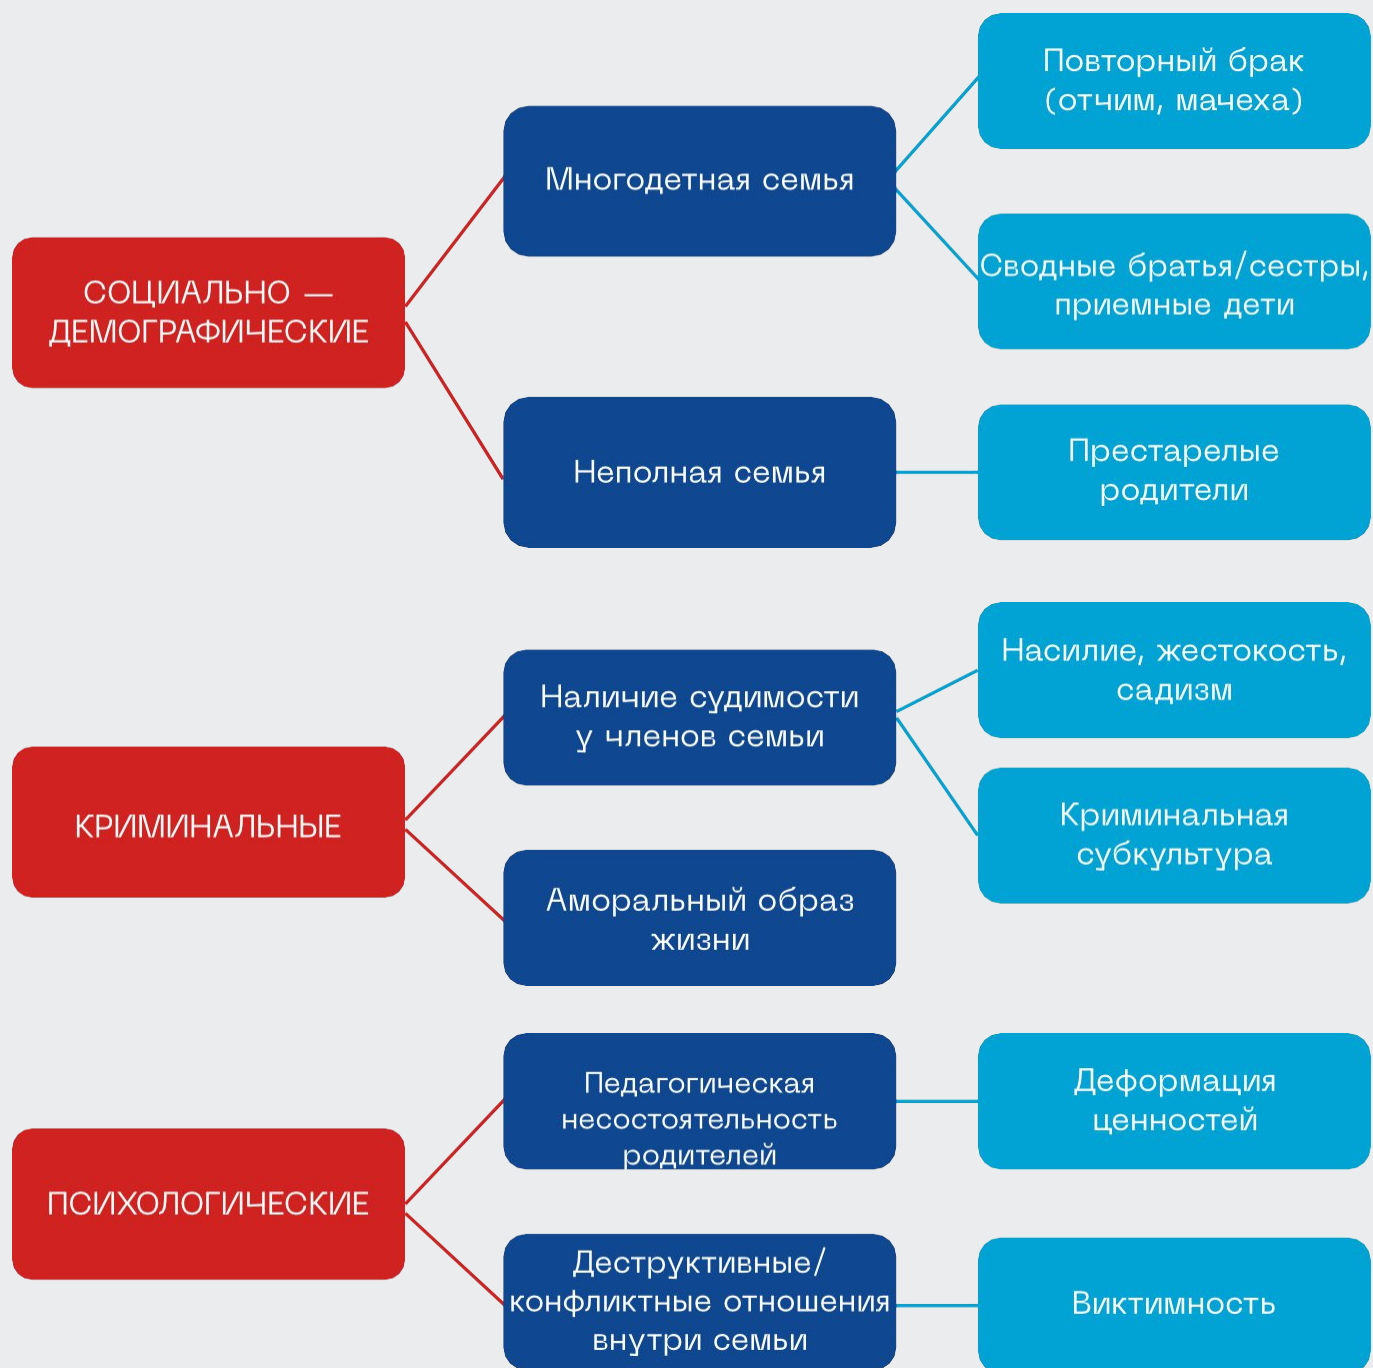 СОЦИАЛЬНО —
ДЕМОГРАФИЧЕСКИЕ
Многодетная семья
Повторный брак
(отчим, мачеха)
Сводные братья/сестры,
приемные дети
Неполная семья
Престарелые
родители
КРИМИНАЛЬНЫЕ
Наличие судимости
у членов семьи
Насилие, жестокость,
садизм
Криминальная
субкультура
Аморальный образ
жизни
ПСИХОЛОГИЧЕСКИЕ
Педагогическая
несостоятельность
родителей
Деформация
ценностей
Деструктивные/
конфликтные отношения
внутри семьи
Виктимность